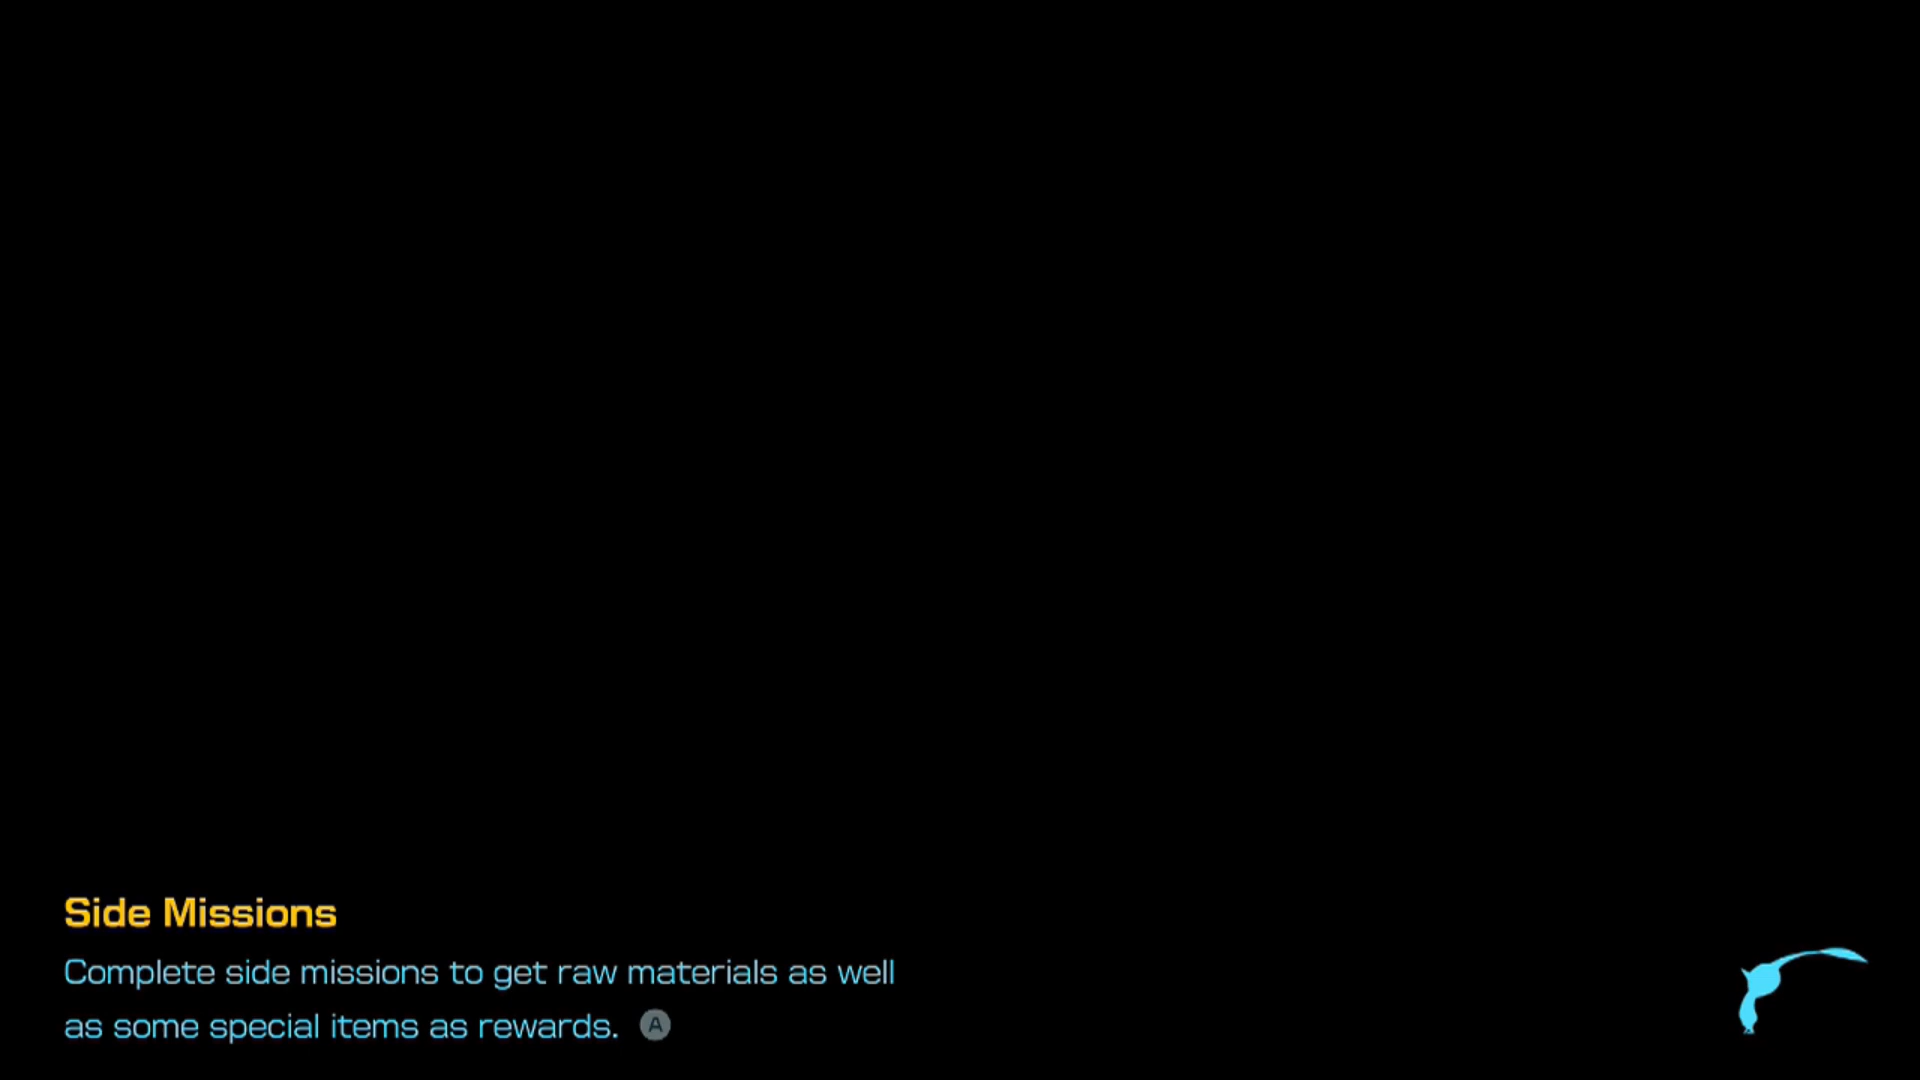 Side Missions
Complete side missions to get raw materials as well
as some special items as rewards. A